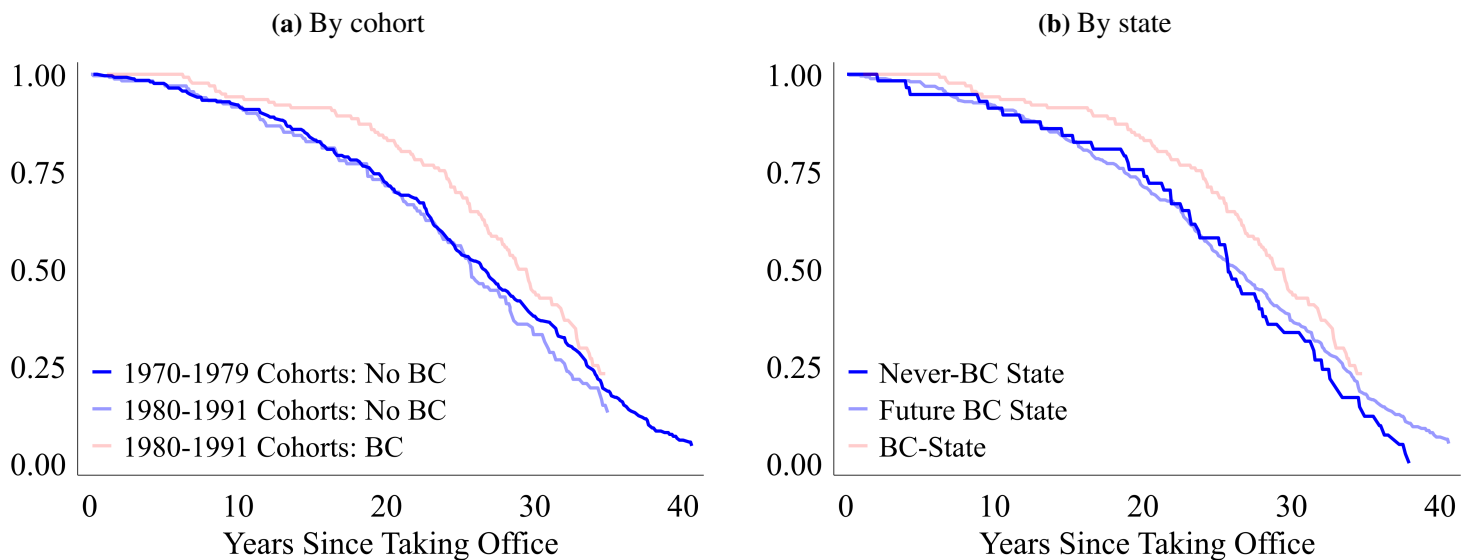 (a) By cohort
1.00
0.75
0.50
0.25
0.00
1970-1979 Cohorts: No BC
1980-1991 Cohorts: No BC
1980-1991 Cohorts: BC
0 10 20 30 40
Years Since Taking Office
(b) By state
1.00
0.75
0.50
0.25
0.00
Never-BC State
Future BC State
BC-State
0 10 20 30 40
Years Since Taking Office